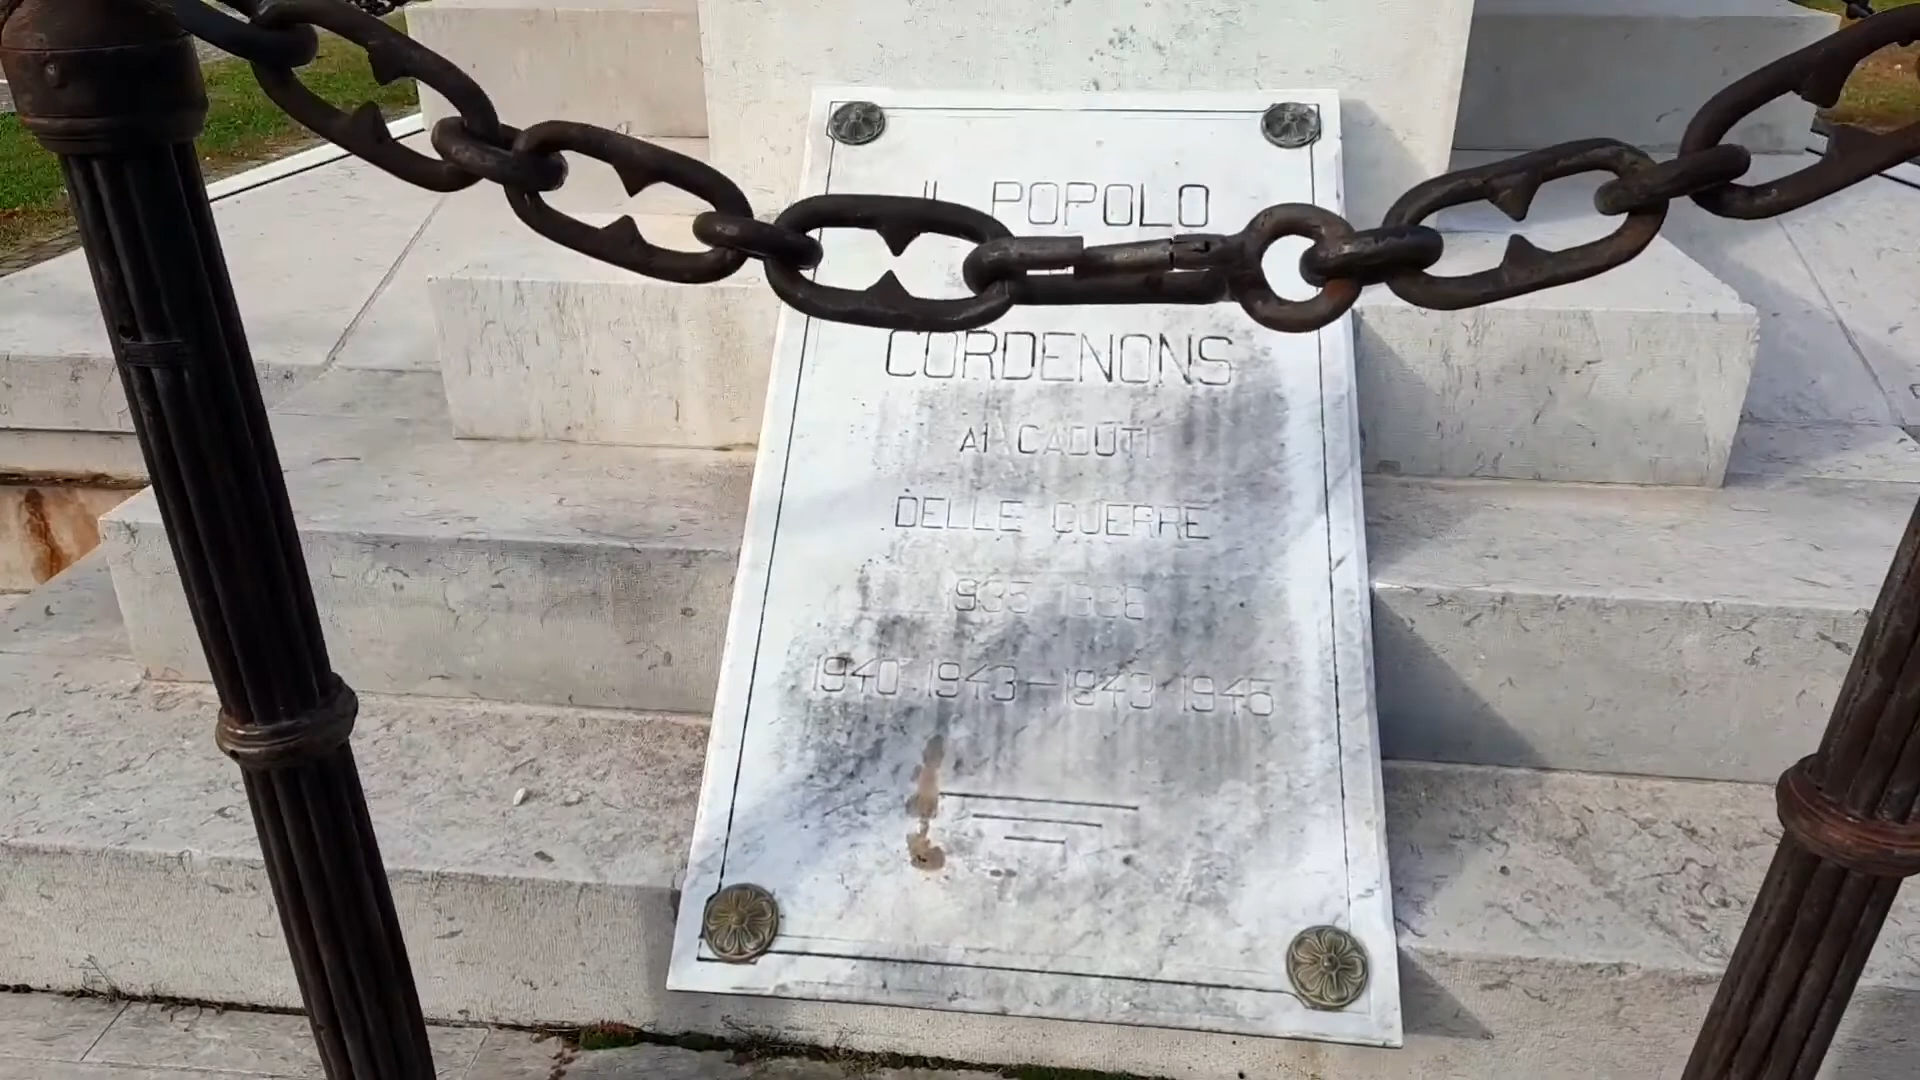 IL POPOLO
CORDENONS
AI CADUTI
DELLE GUERRE
1935 1936
1940 1943 - 1943 1945